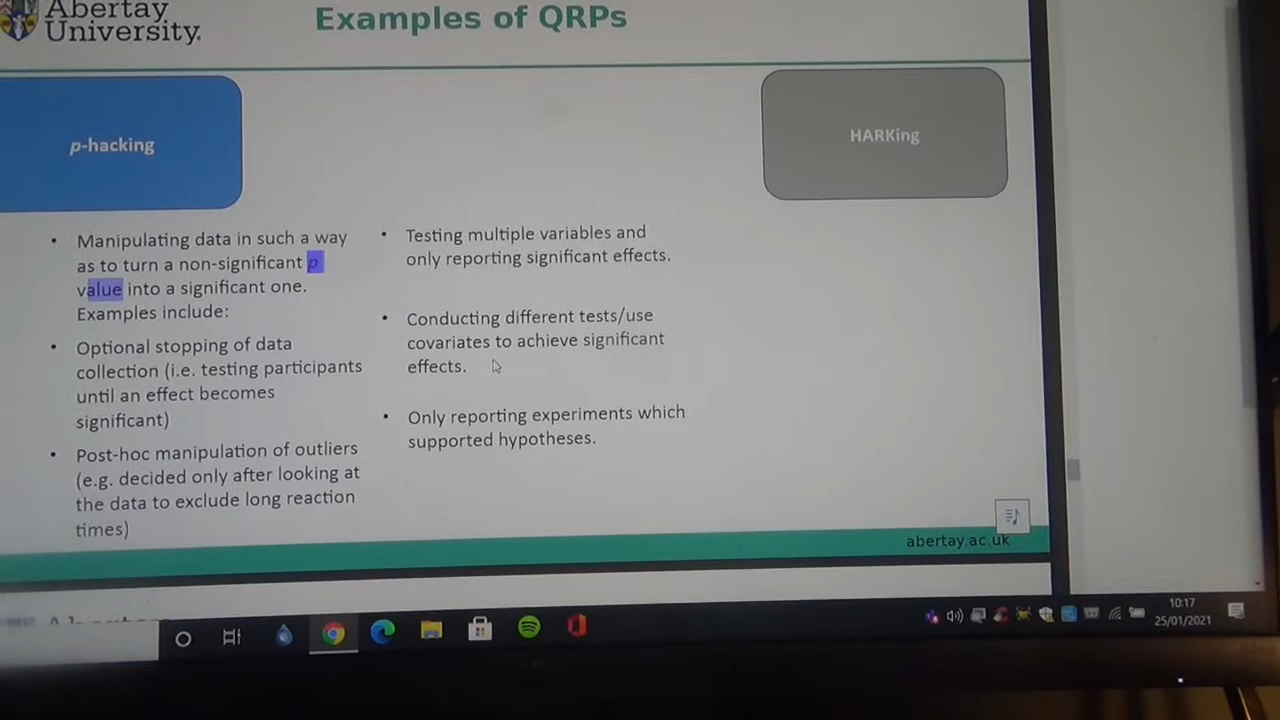 Abertay
University.
Examples of QRPs
p-hacking
HARKing
• Manipulating data in such a way
as to turn a non-significant p
value into a significant one.
Examples include:
• Optional stopping of data
collection (i.e. testing participants
until an effect becomes
significant)
• Post-hoc manipulation of outliers
(e.g. decided only after looking at
the data to exclude long reaction
times)
• Testing multiple variables and
only reporting significant effects.
• Conducting different tests/use
covariates to achieve significant
effects.
• Only reporting experiments which
supported hypotheses.
abertay.ac.uk
10:17
25/01/2021